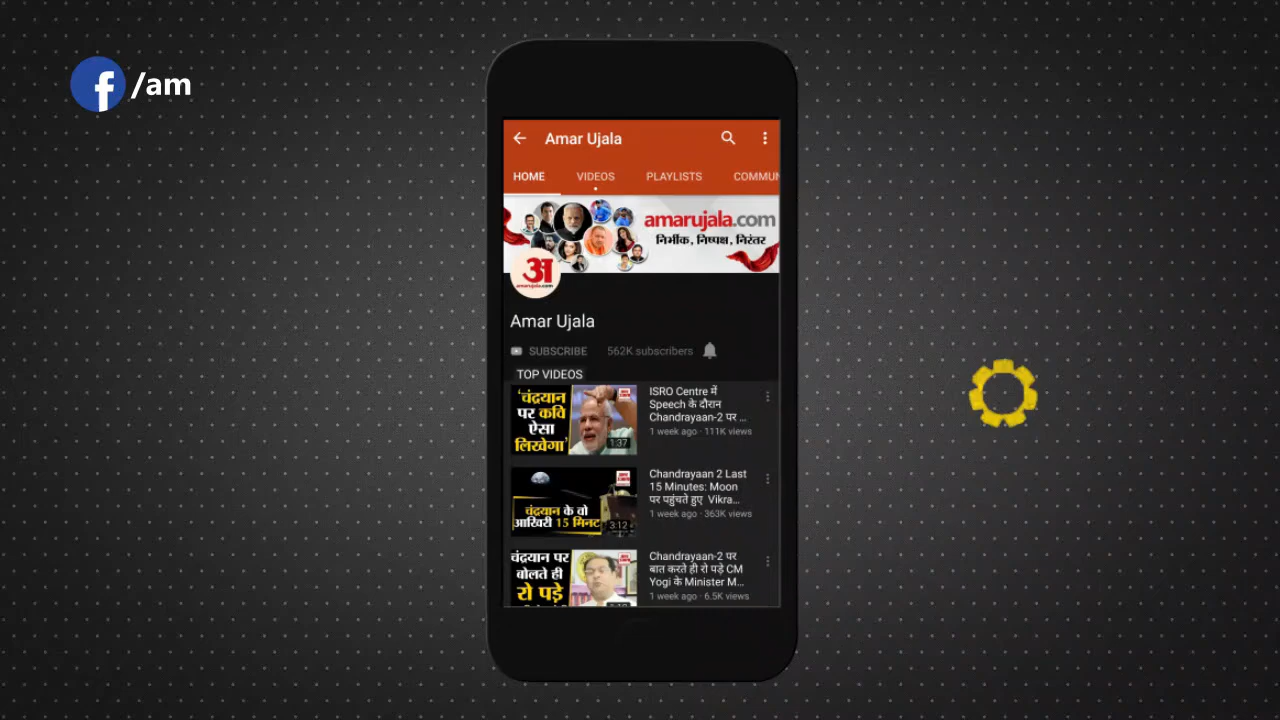 /am
Amar Ujala
HOME VIDEOS PLAYLISTS COMMUN
amarujala.com
निर्भीक, निष्पक्ष, निरंतर
अ
amarujala.com
Amar Ujala
SUBSCRIBE 562K subscribers
TOP VIDEOS
'चंद्रयान
पर कवि
ऐसा
लिखेगा'
1:37
ISRO Centre में
Speech के दौरान
Chandrayaan-2 पर ...
1 week ago · 111K views
चंद्रयान के वो
आखिरी 15 मिनट
3:12
Chandrayaan 2 Last
15 Minutes: Moon
पर पहुंचते हुए Vikra...
1 week ago · 363K views
चंद्रयान पर
बोलते ही
रो पड़े
Chandrayaan-2 पर
बात करते ही रो पड़े CM
Yogi के Minister M...
1 week ago · 6.5K views